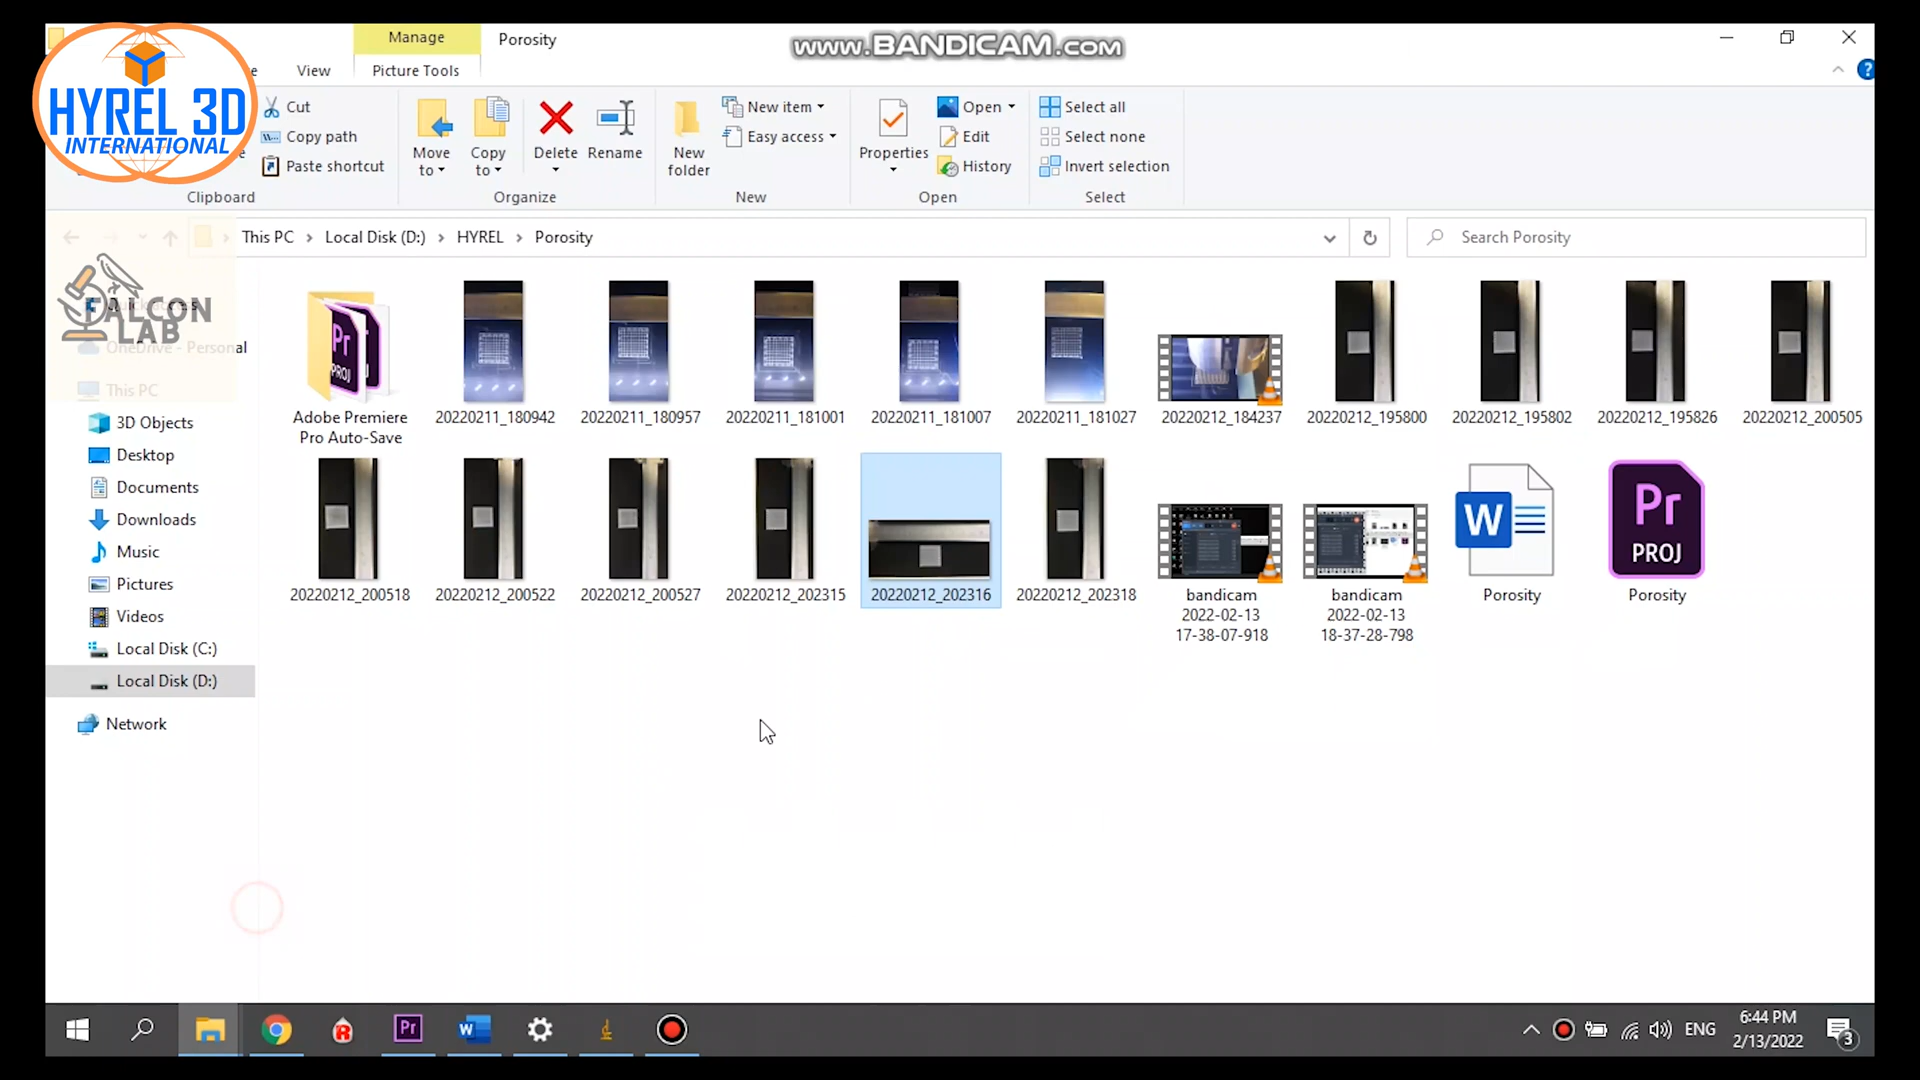 Manage
Porosity
www.BANDICAM.com
View
Picture Tools
HYREL 3D
INTERNATIONAL
Cut
Copy path
Paste shortcut
Clipboard
Move to
Copy to
Delete
Rename
Organize
New folder
New item
Easy access
New
Properties
Open
Edit
History
Open
Select all
Select none
Invert selection
Select
This PC
Local Disk (D:)
HYREL
Porosity
Search Porosity
FALCON
LAB
OneDrive - Personal
This PC
3D Objects
Desktop
Documents
Downloads
Music
Pictures
Videos
Local Disk (C:)
Local Disk (D:)
Network
Pr
PROJ
Adobe Premiere
Pro Auto-Save
20220211_180942
20220211_180957
20220211_181001
20220211_181007
20220211_181027
20220212_184237
20220212_195800
20220212_195802
20220212_195826
20220212_200505
20220212_200518
20220212_200522
20220212_200527
20220212_202315
20220212_202316
20220212_202318
bandicam
2022-02-13
17-38-07-918
bandicam
2022-02-13
18-37-28-798
W
Porosity
Pr
PROJ
Porosity
Pr
W
ENG
6:44 PM
2/13/2022
3